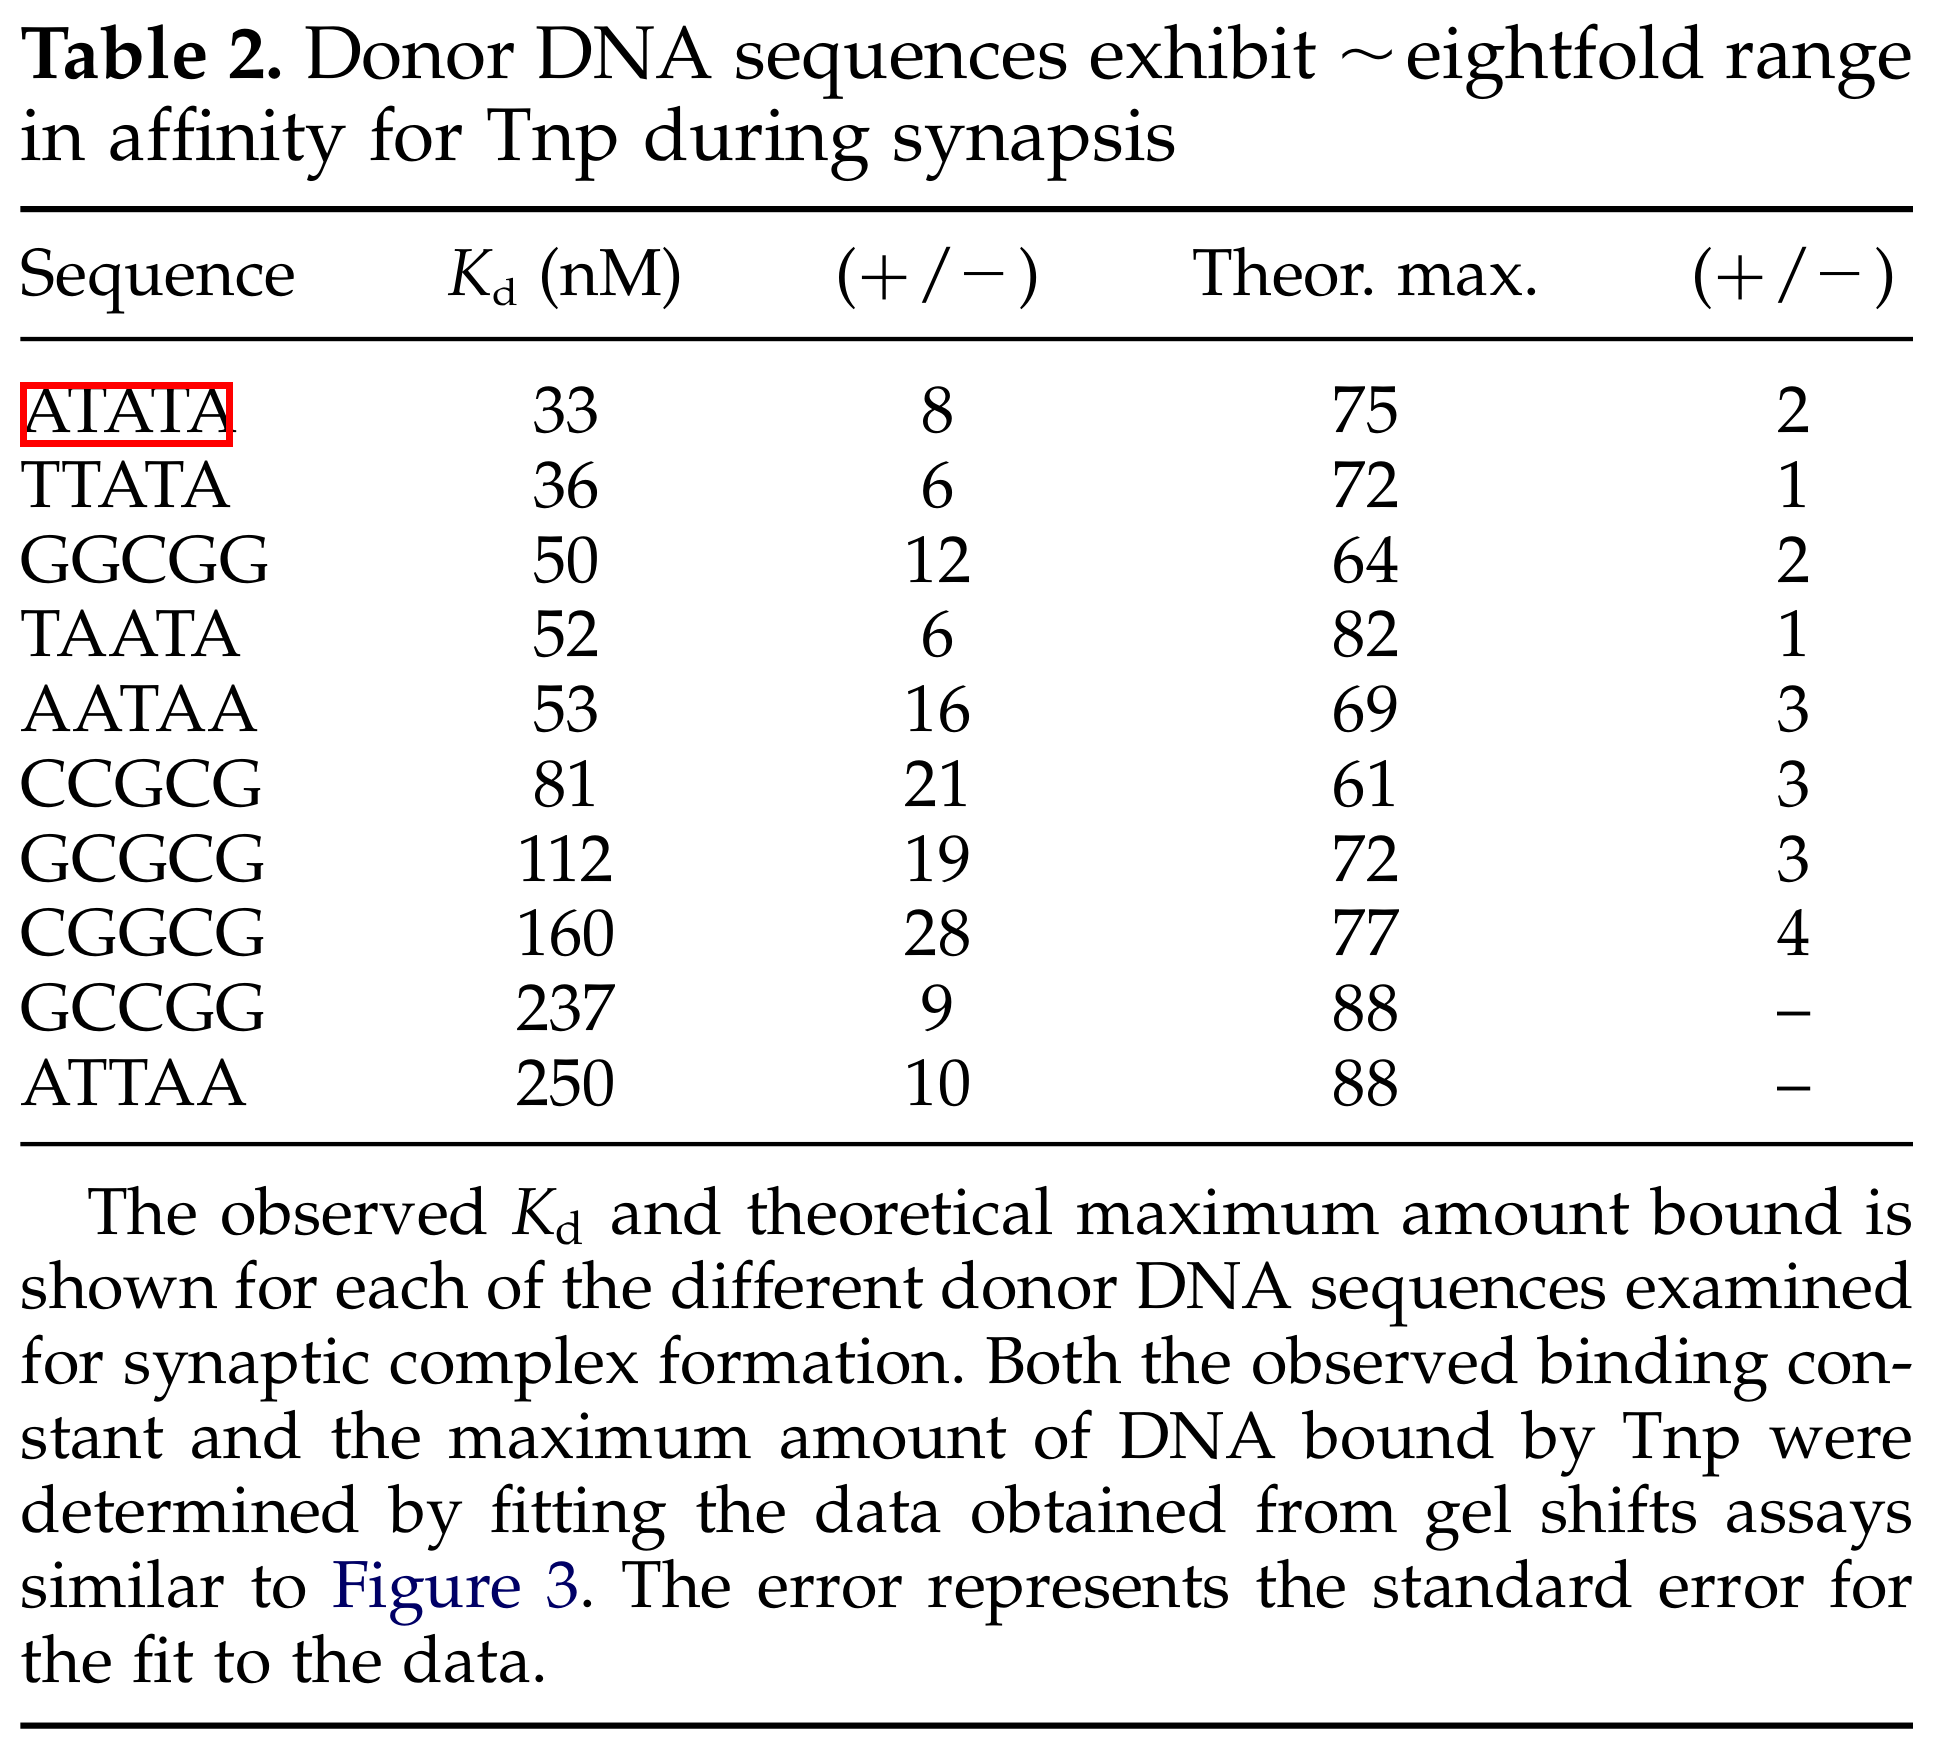 Table 2. Donor DNA sequences exhibit ~eightfold range
in affinity for Tnp during synapsis
Sequence Kd (nM) (+/−) Theor. max. (+/−)
ATATA 33 8 75 2
TTATA 36 6 72 1
GGCGG 50 12 64 2
TAATA 52 6 82 1
AATAA 53 16 69 3
CCGCG 81 21 61 3
GCGCG 112 19 72 3
CGGCG 160 28 77 4
GCCGG 237 9 88 –
ATTAA 250 10 88 –
The observed Kd and theoretical maximum amount bound is
shown for each of the different donor DNA sequences examined
for synaptic complex formation. Both the observed binding con-
stant and the maximum amount of DNA bound by Tnp were
determined by fitting the data obtained from gel shifts assays
similar to Figure 3. The error represents the standard error for
the fit to the data.